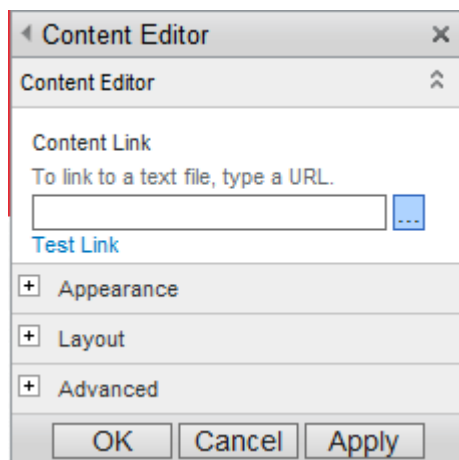 Content Editor
Content Editor
Content Link
To link to a text file, type a URL.
...
Test Link
Appearance
Layout
Advanced
OK Cancel Apply